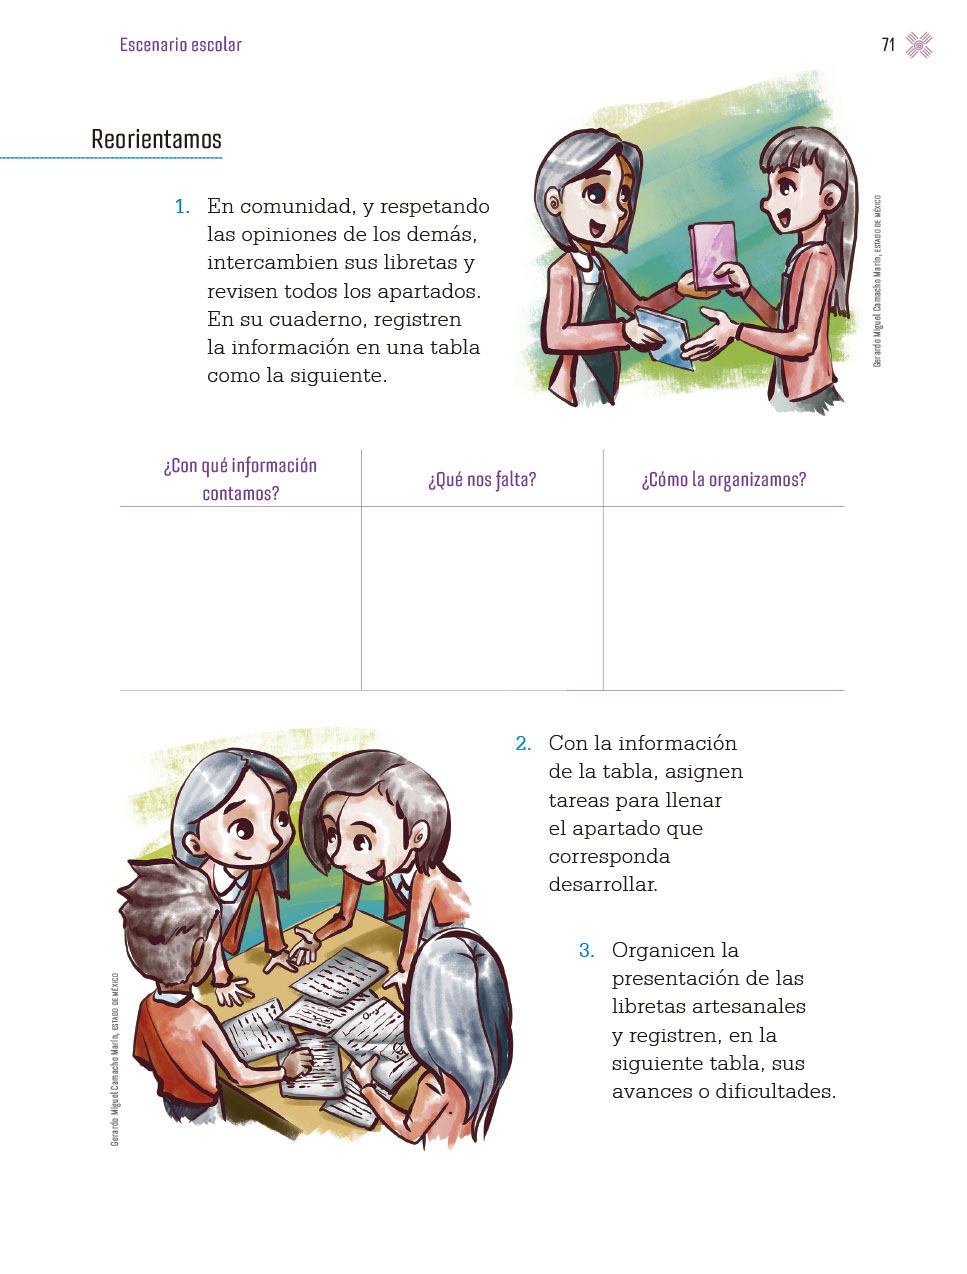 Escenario escolar
71
Reorientamos
1. En comunidad, y respetando
las opiniones de los demás,
intercambien sus libretas y
revisen todos los apartados.
En su cuaderno, registren
la información en una tabla
como la siguiente.
Gerardo Miguel Camacho Marín, ESTADO DE MÉXICO
¿Con qué información
contamos?
¿Qué nos falta?
¿Cómo la organizamos?
2. Con la información
de la tabla, asignen
tareas para llenar
el apartado que
corresponda
desarrollar.
3. Organicen la
presentación de las
libretas artesanales
y registren, en la
siguiente tabla, sus
avances o dificultades.
Gerardo Miguel Camacho Marín, ESTADO DE MÉXICO